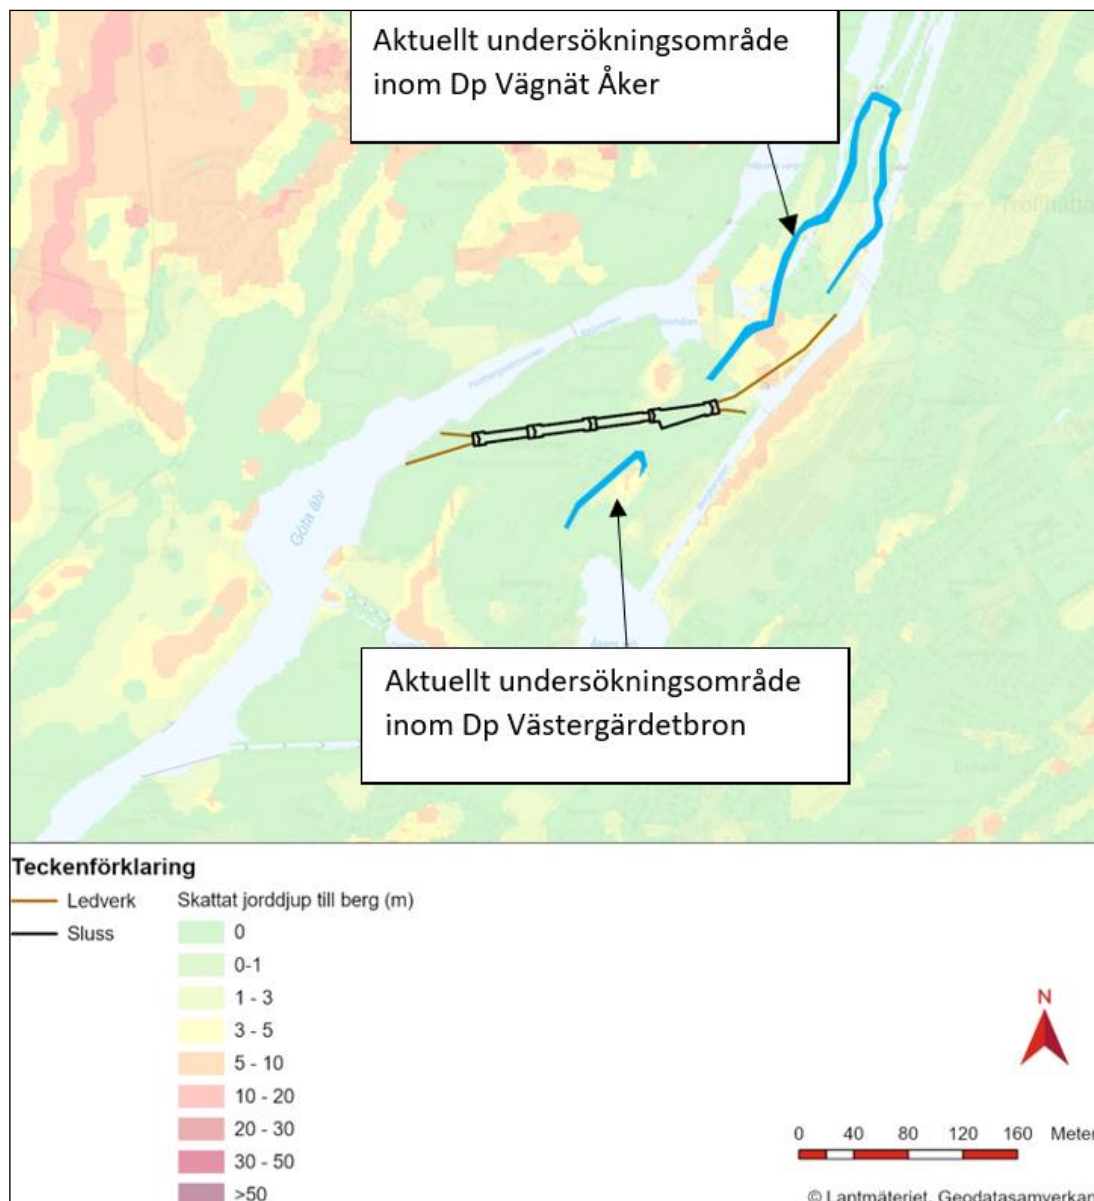 Aktuellt undersökningsområde
inom Dp Vägnät Åker
Trollhätta
Göta älv
Aktuellt undersökningsområde
inom Dp Västergärdetbron
Teckenförklaring
Ledverk
Sluss
Skattat jorddjup till berg (m)
0
0-1
1 - 3
3 - 5
5 - 10
10 - 20
20 - 30
30 - 50
>50
N
0 40 80 120 160 Meter
© Lantmäteriet, Geodatasamverkan